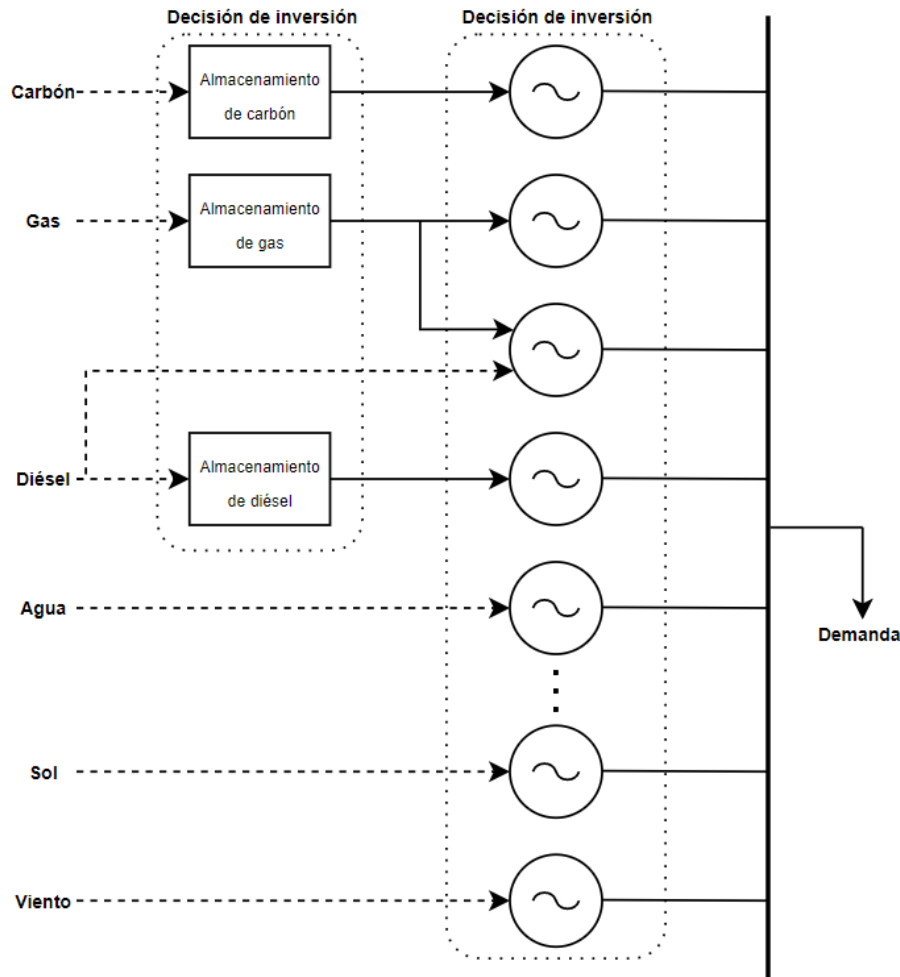 Decisión de inversión
Decisión de inversión
Carbón
Almacenamiento
de carbón
Gas
Almacenamiento
de gas
Diésel
Almacenamiento
de diésel
Agua
Demanda
Sol
Viento